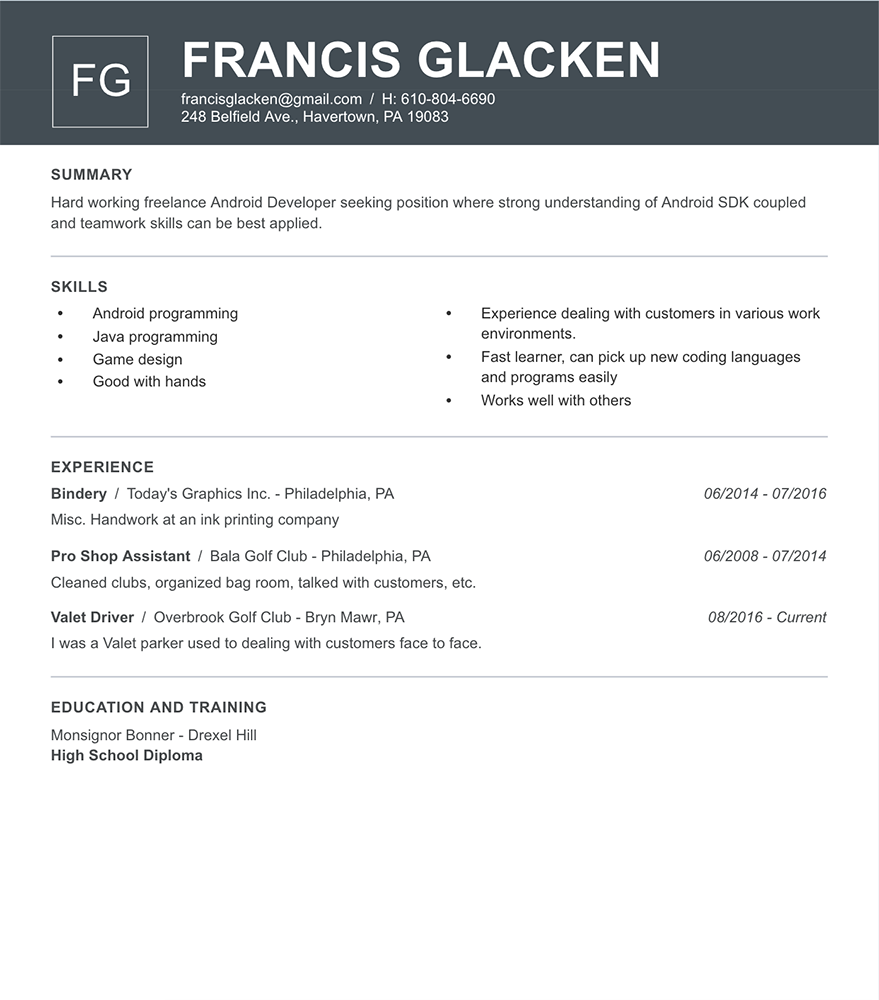 FG
FRANCIS GLACKEN
francisglacken@gmail.com / H: 610-804-6690
248 Belfield Ave., Havertown, PA 19083
SUMMARY
Hard working freelance Android Developer seeking position where strong understanding of Android SDK coupled
and teamwork skills can be best applied.
SKILLS
• Android programming
• Java programming
• Game design
• Good with hands
• Experience dealing with customers in various work
environments.
• Fast learner, can pick up new coding languages
and programs easily
• Works well with others
EXPERIENCE
Bindery / Today's Graphics Inc. - Philadelphia, PA 06/2014 - 07/2016
Misc. Handwork at an ink printing company
Pro Shop Assistant / Bala Golf Club - Philadelphia, PA 06/2008 - 07/2014
Cleaned clubs, organized bag room, talked with customers, etc.
Valet Driver / Overbrook Golf Club - Bryn Mawr, PA 08/2016 - Current
I was a Valet parker used to dealing with customers face to face.
EDUCATION AND TRAINING
Monsignor Bonner - Drexel Hill
High School Diploma